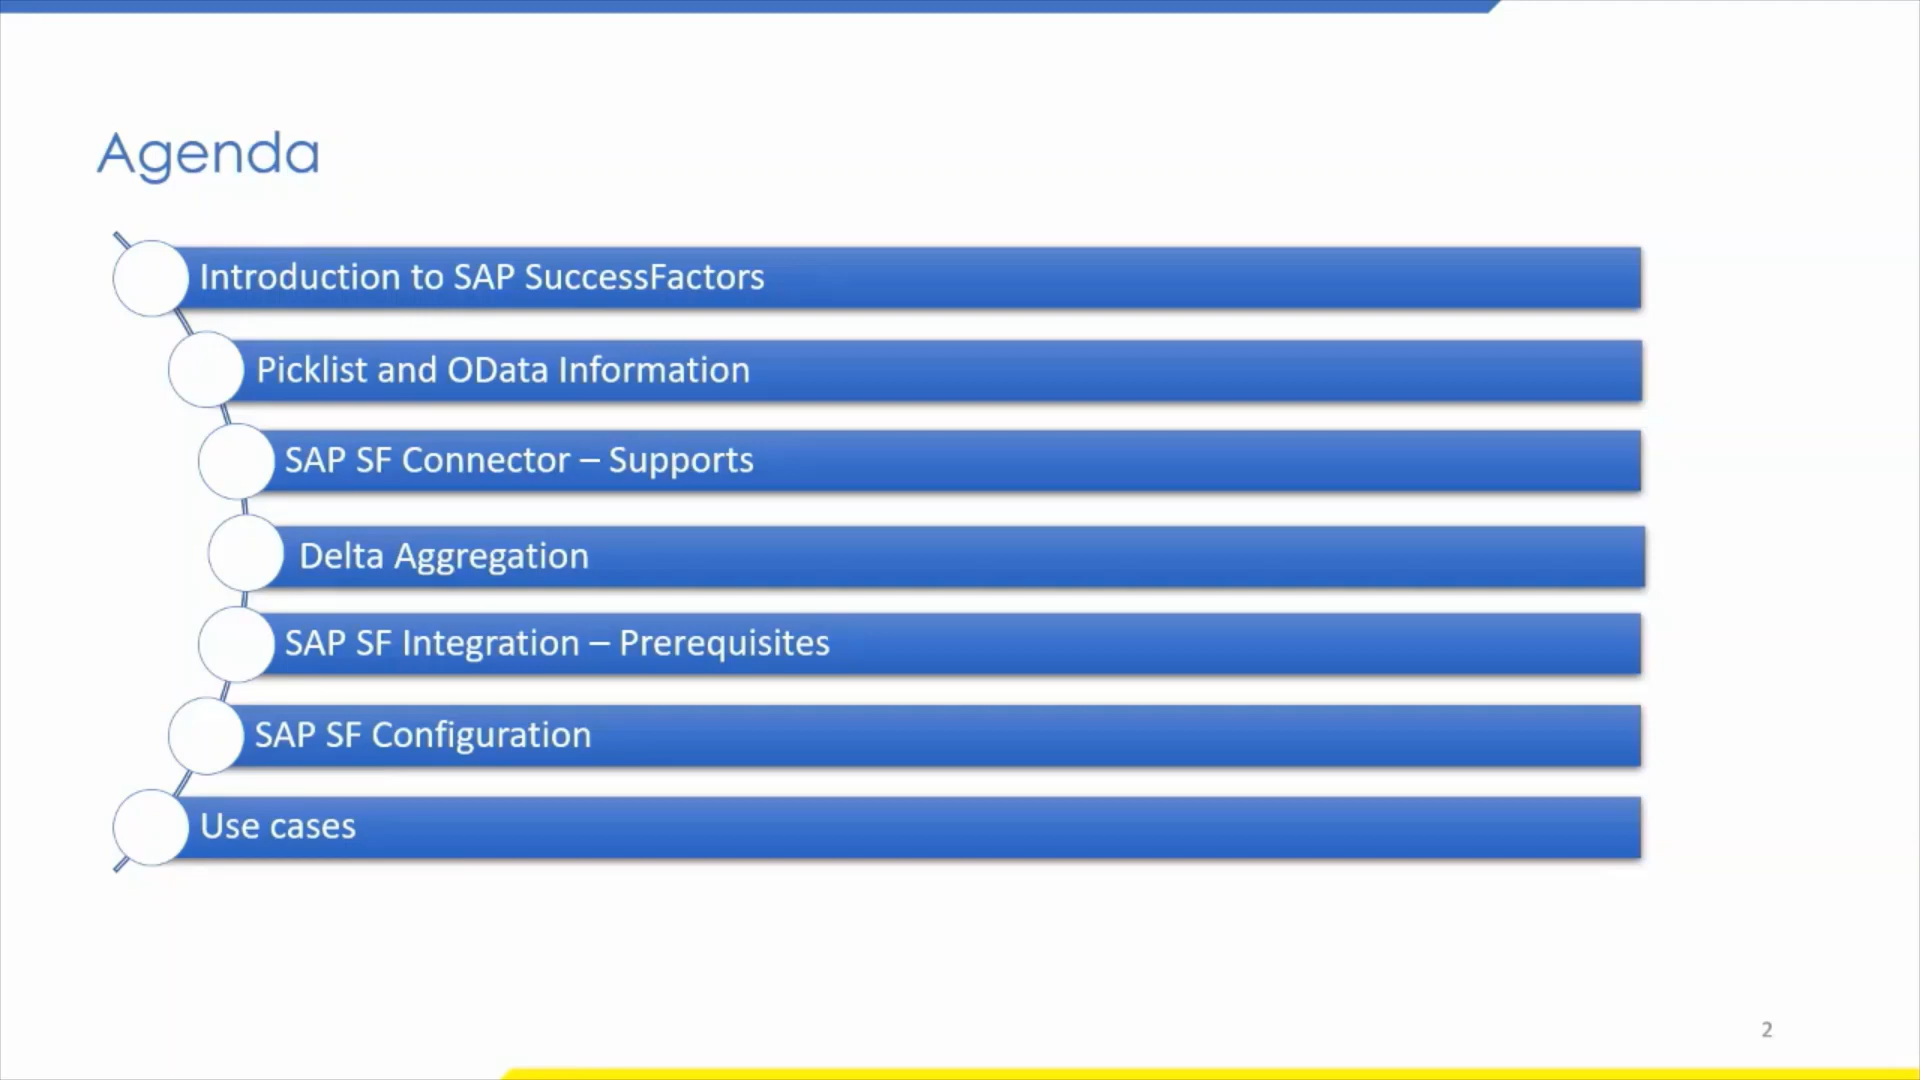 Agenda
Introduction to SAP SuccessFactors
Picklist and OData Information
SAP SF Connector – Supports
Delta Aggregation
SAP SF Integration – Prerequisites
SAP SF Configuration
Use cases
2